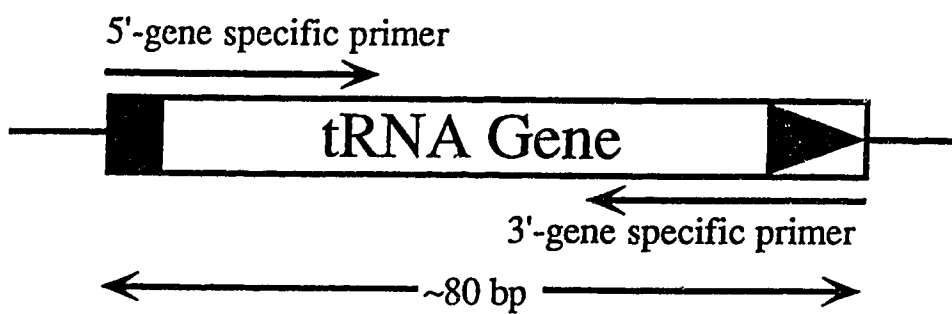 5'-gene specific primer
tRNA Gene
3'-gene specific primer
~80 bp